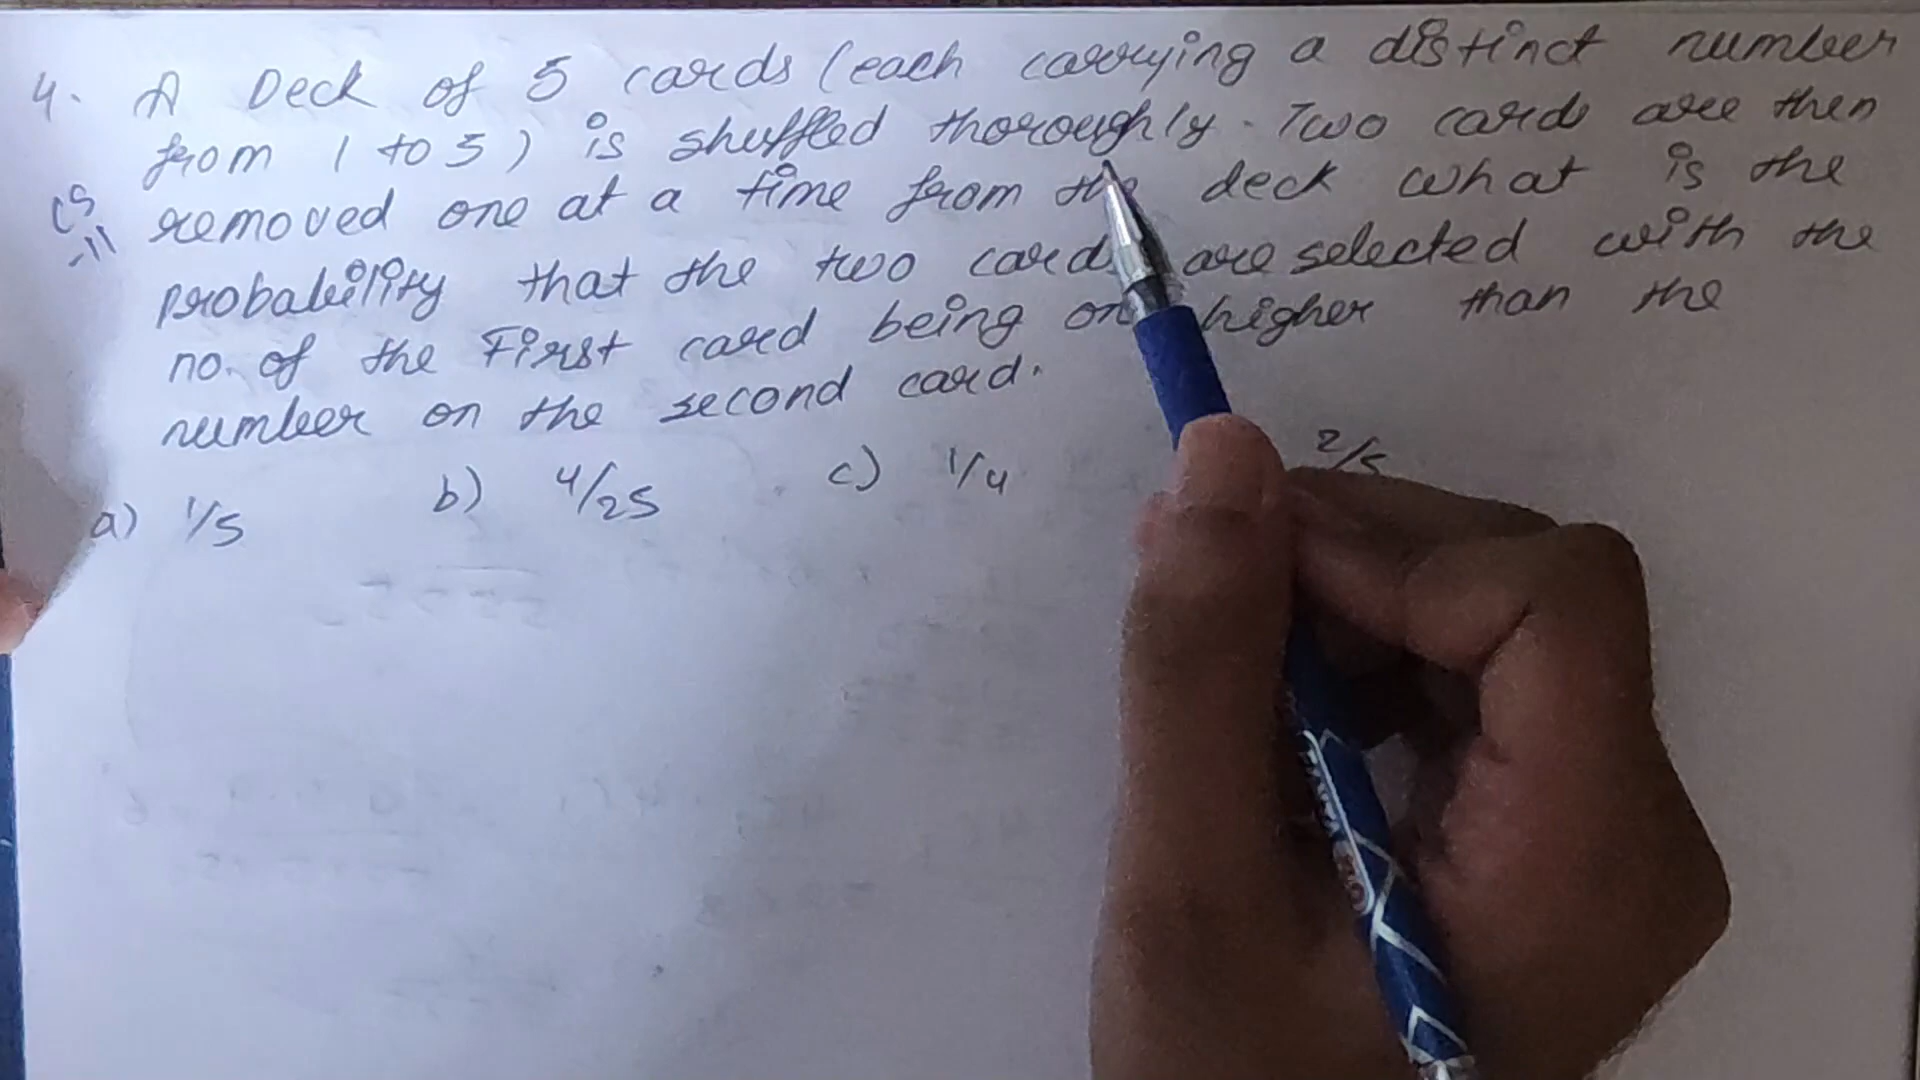 4. A Deck of 5 cards (each carrying a distinct number
from 1 to 5) is shuffled thoroughly. Two cards are then
removed one at a time from the deck what is the
CS
-11
probability that the two cards are selected with the
no. of the First card being on higher than the
number on the second card.
a) 1/5 b) 4/25 c) 1/4 2/5